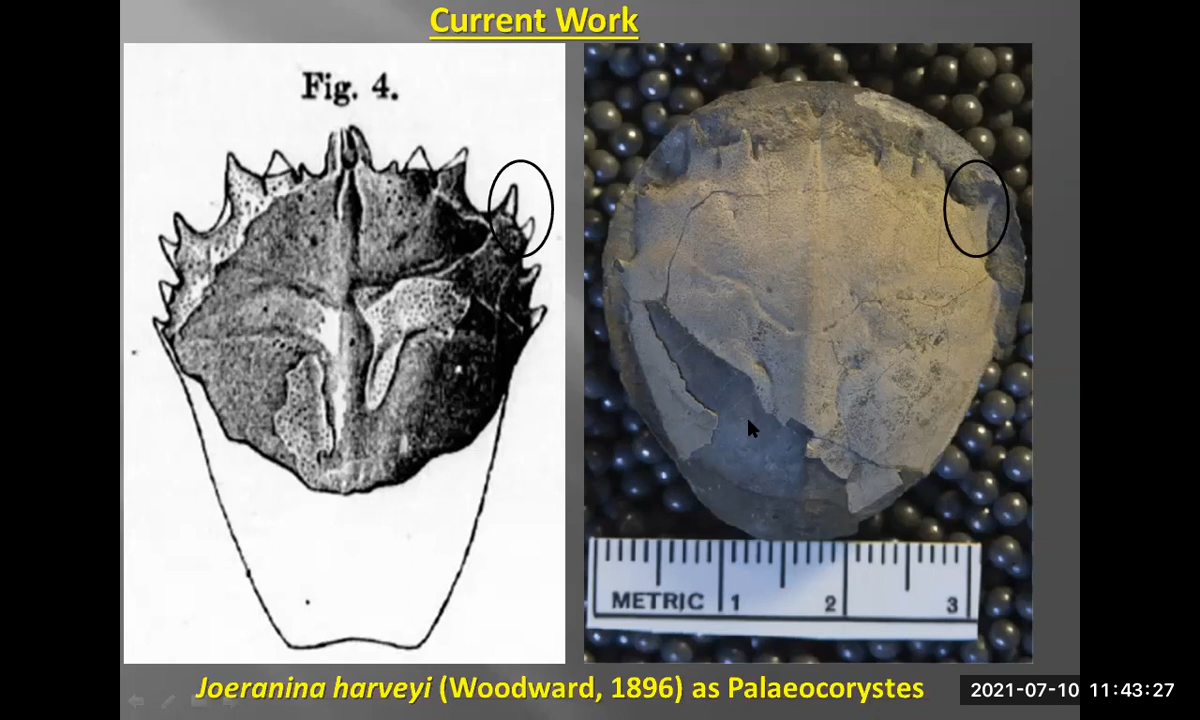 Current Work
Fig. 4.
METRIC 1 2 3
Joeranina harveyi (Woodward, 1896) as Palaeocorystes
2021-07-10 11:43:27